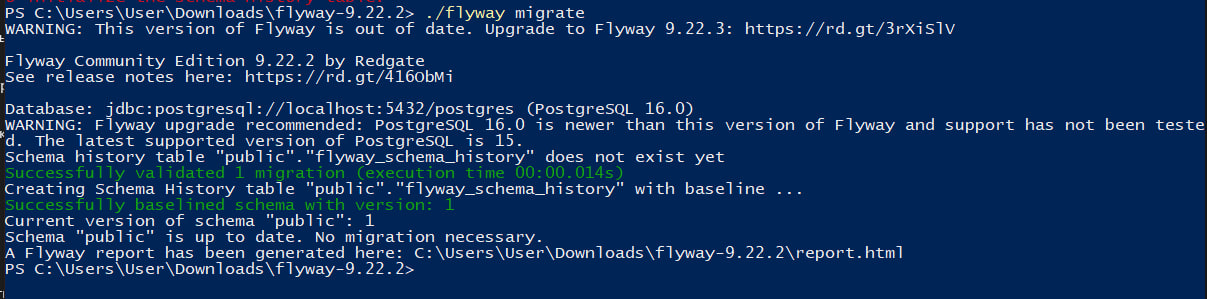 PS C:\Users\User\Downloads\flyway-9.22.2> ./flyway migrate
WARNING: This version of Flyway is out of date. Upgrade to Flyway 9.22.3: https://rd.gt/3rXiSlV
Flyway Community Edition 9.22.2 by Redgate
See release notes here: https://rd.gt/416ObMi
Database: jdbc:postgresql://localhost:5432/postgres (PostgreSQL 16.0)
WARNING: Flyway upgrade recommended: PostgreSQL 16.0 is newer than this version of Flyway and support has not been teste
d. The latest supported version of PostgreSQL is 15.
Schema history table "public"."flyway_schema_history" does not exist yet
Successfully validated 1 migration (execution time 00:00.014s)
Creating Schema History table "public"."flyway_schema_history" with baseline ...
Successfully baselined schema with version: 1
Current version of schema "public": 1
Schema "public" is up to date. No migration necessary.
A Flyway report has been generated here: C:\Users\User\Downloads\flyway-9.22.2\report.html
PS C:\Users\User\Downloads\flyway-9.22.2>